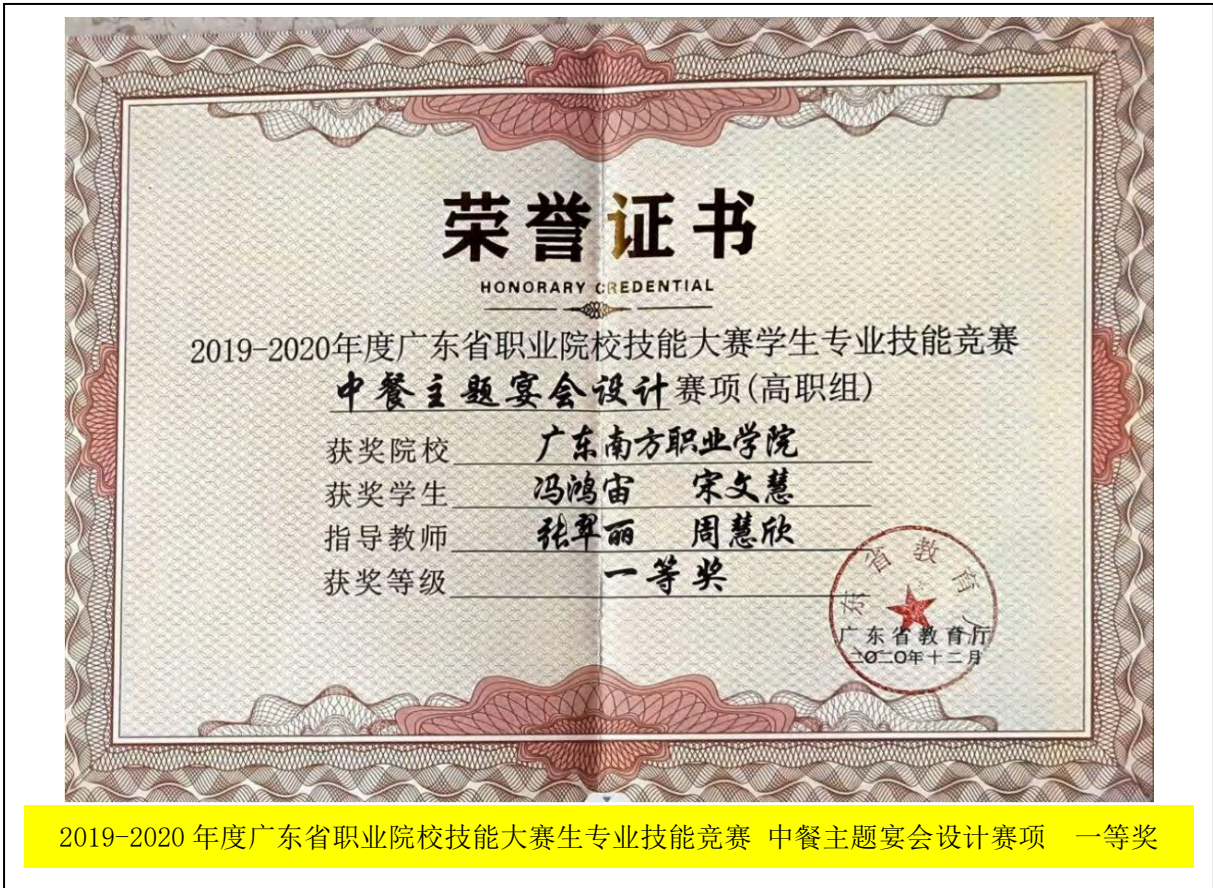 荣誉证书
HONORARY CREDENTIAL
2019-2020年度广东省职业院校技能大赛学生专业技能竞赛
中餐主题宴会设计赛项(高职组)
获奖院校 广东南方职业学院
获奖学生 冯鸿宙 宋文慧
指导教师 张翠丽 周慧欣
获奖等级 一等奖
东省教育厅
广东省教育厅
二〇二〇年十二月
2019-2020 年度广东省职业院校技能大赛生专业技能竞赛 中餐主题宴会设计赛项 一等奖